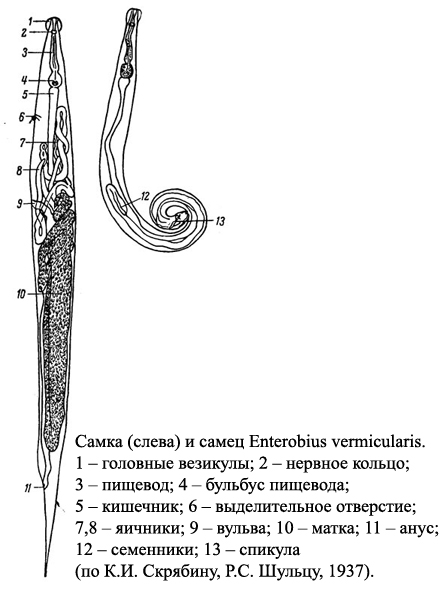 1
2
3
4
5
6
7
8
9
10
11
12
13
Самка (слева) и самец Enterobius vermicularis.
1 – головные везикулы; 2 – нервное кольцо;
3 – пищевод; 4 – бульбус пищевода;
5 – кишечник; 6 – выделительное отверстие;
7,8 – яичники; 9 – вульва; 10 – матка; 11 – анус;
12 – семенники; 13 – спикула
(по К.И. Скрябину, Р.С. Шульцу, 1937).